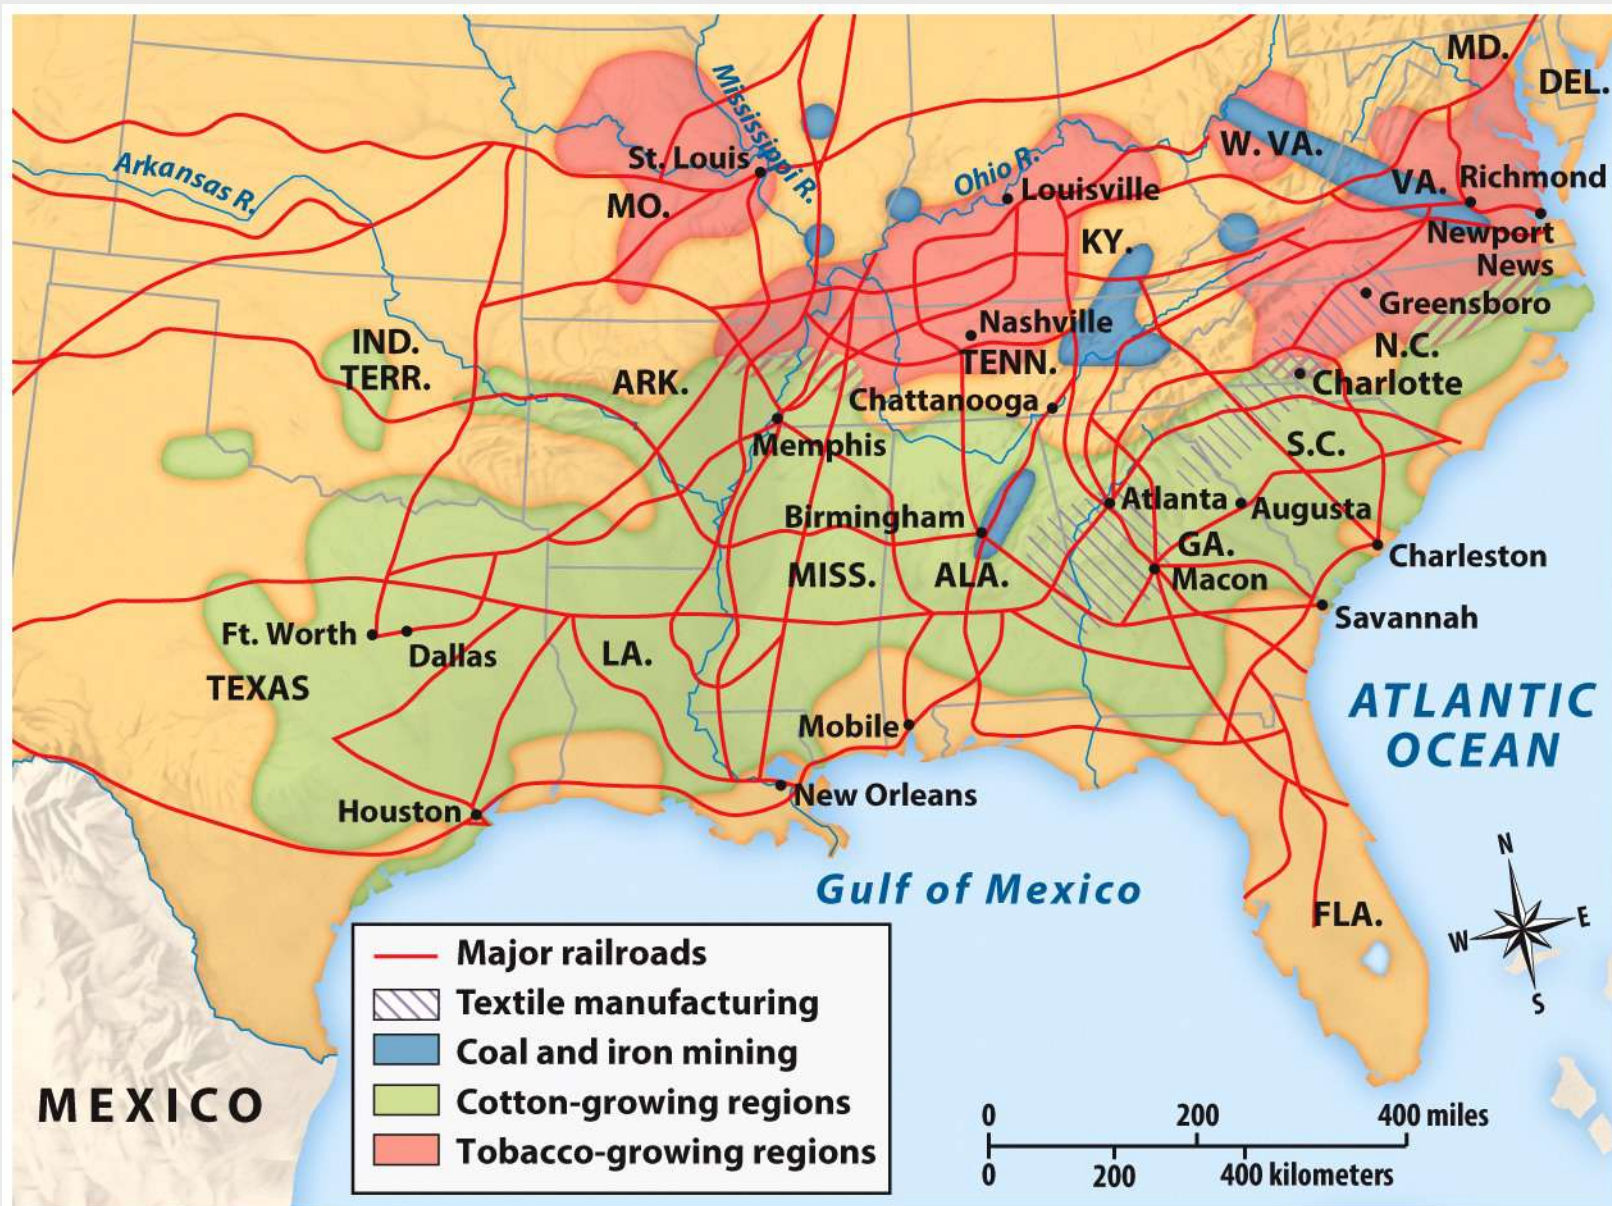 MD.
DEL.
Mississippi R.
Arkansas R.
St. Louis
MO.
Ohio R.
Louisville
W. VA.
VA.
Richmond
KY.
Newport
News
Greensboro
Nashville
TENN.
N.C.
IND.
TERR.
ARK.
Charlotte
Chattanooga
Memphis
S.C.
Birmingham
Atlanta
Augusta
GA.
MISS.
ALA.
Macon
Charleston
Savannah
Ft. Worth
Dallas
LA.
TEXAS
Mobile
ATLANTIC
OCEAN
Houston
New Orleans
Gulf of Mexico
FLA.
N
E
W
S
Major railroads
Textile manufacturing
Coal and iron mining
Cotton-growing regions
Tobacco-growing regions
MEXICO
0 200 400 miles
0 200 400 kilometers